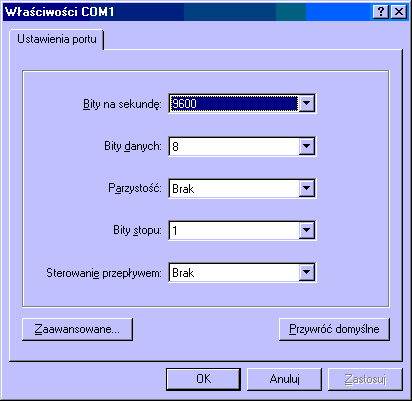 Właściwości COM1
Ustawienia portu
Bity na sekundę: 9600
Bity danych: 8
Parzystość: Brak
Bity stopu: 1
Sterowanie przepływem: Brak
Zaawansowane... Przywróć domyślne
OK Anuluj Zastosuj